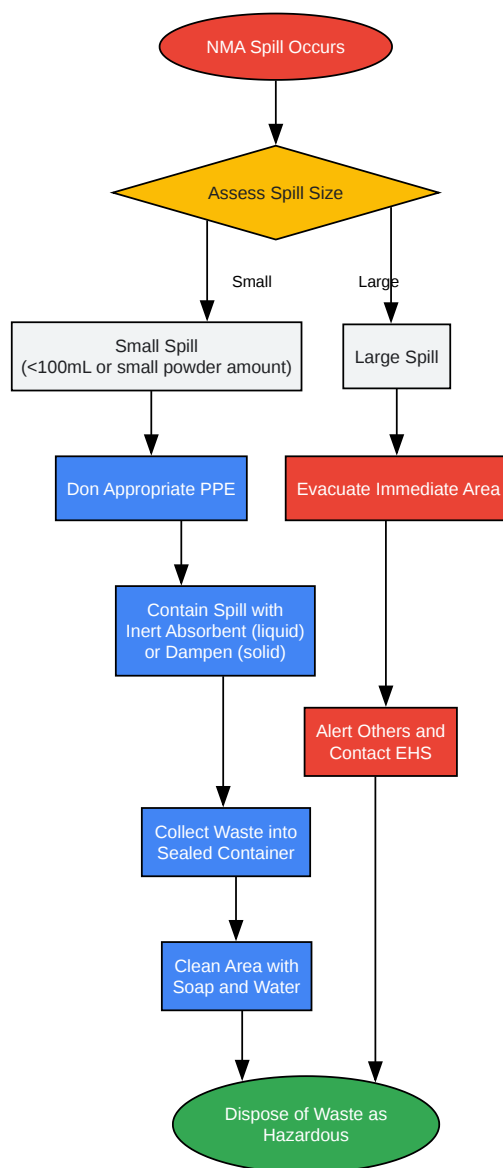 NMA Spill Occurs
Assess Spill Size
Small
Large
Small Spill
(<100mL or small powder amount)
Large Spill
Don Appropriate PPE
Evacuate Immediate Area
Contain Spill with
Inert Absorbent (liquid)
or Dampen (solid)
Alert Others and
Contact EHS
Collect Waste into
Sealed Container
Clean Area with
Soap and Water
Dispose of Waste as
Hazardous